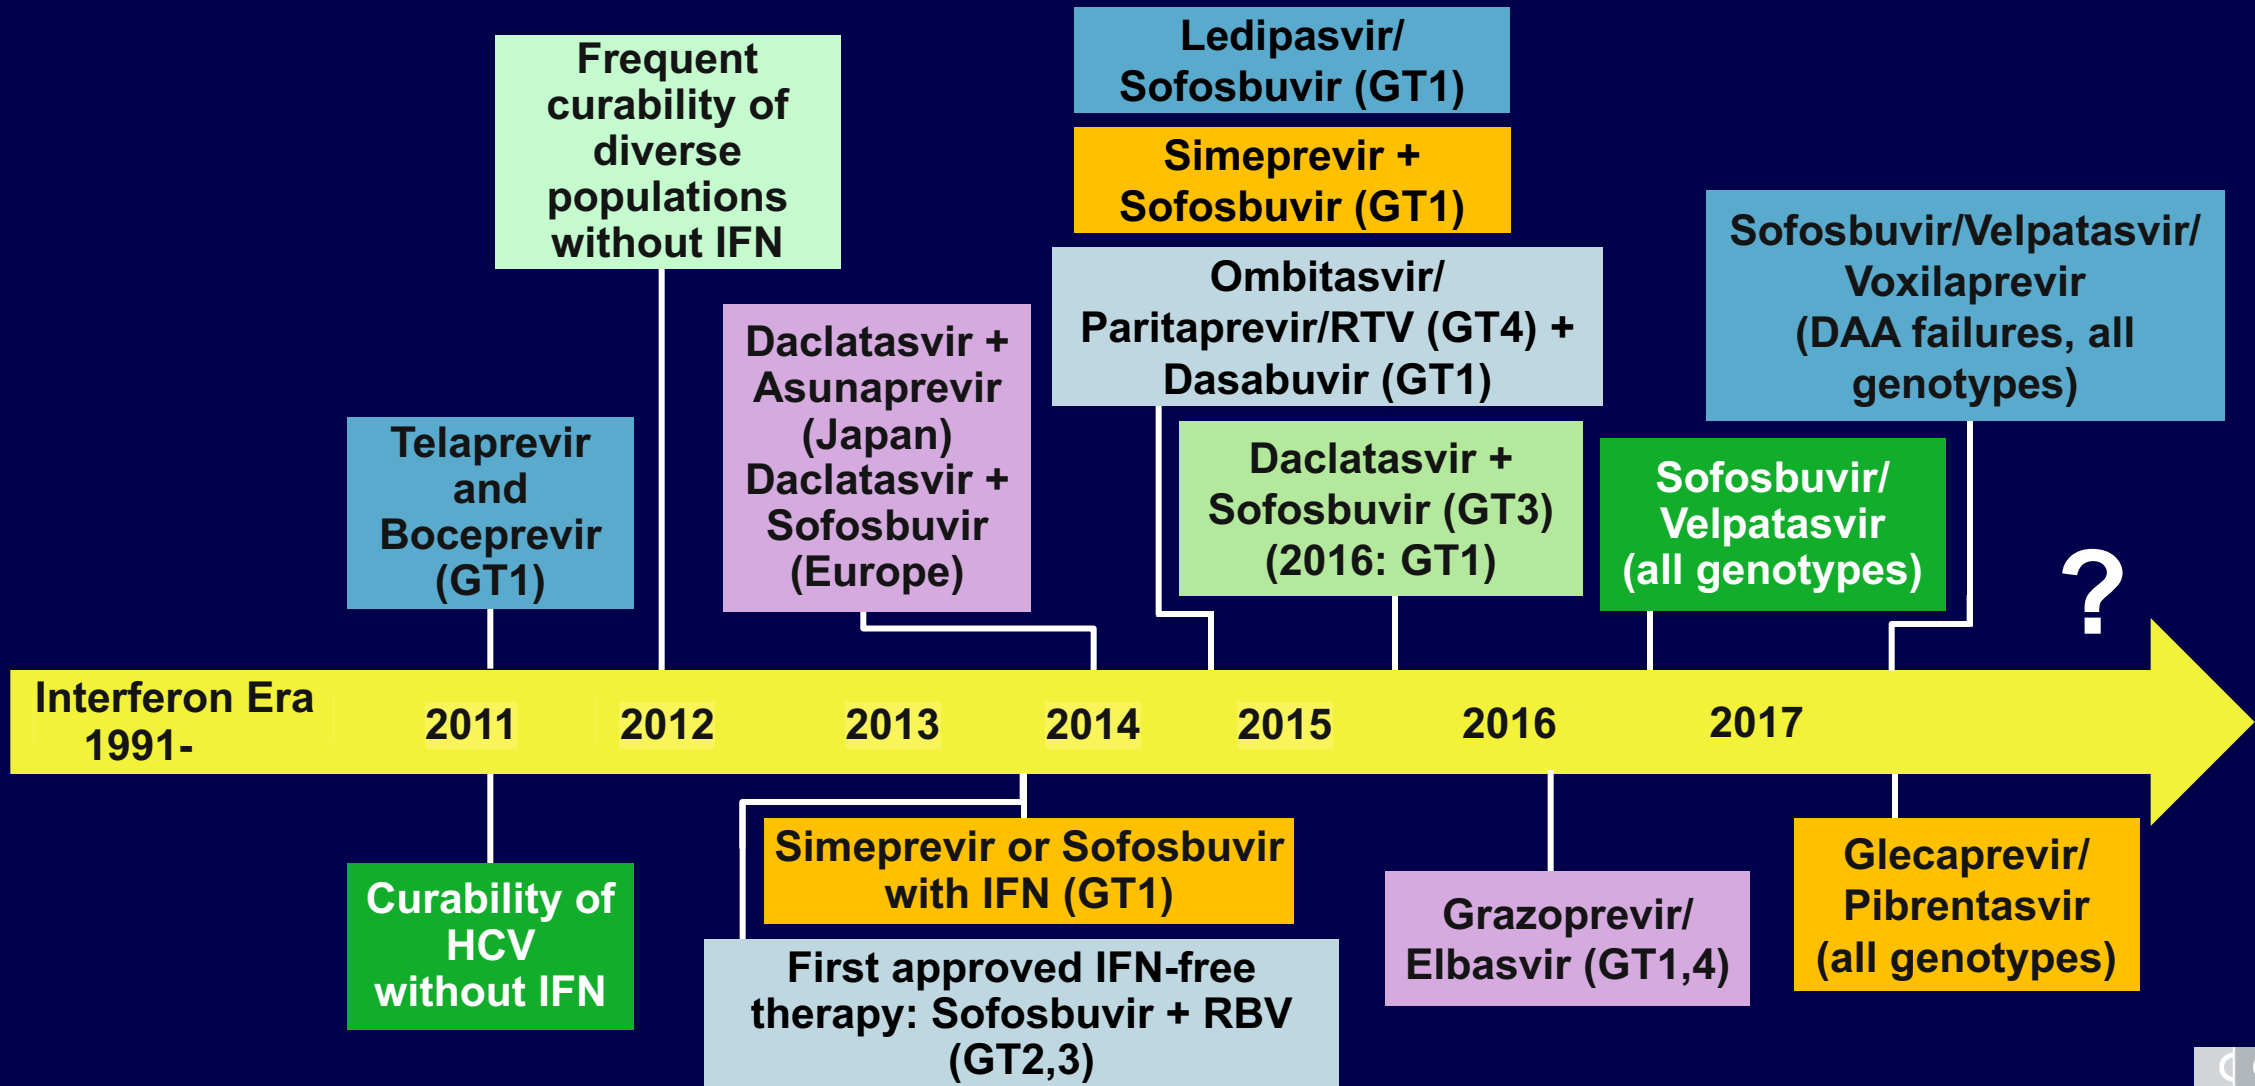 Frequent
curability of
diverse
populations
without IFN
Ledipasvir/
Sofosbuvir (GT1)
Simeprevir +
Sofosbuvir (GT1)
Ombitasvir/
Paritaprevir/RTV (GT4) +
Dasabuvir (GT1)
Sofosbuvir/Velpatasvir/
Voxilaprevir
(DAA failures, all
genotypes)
Telaprevir
and
Boceprevir
(GT1)
Daclatasvir +
Asunaprevir
(Japan)
Daclatasvir +
Sofosbuvir
(Europe)
Daclatasvir +
Sofosbuvir (GT3)
(2016: GT1)
Sofosbuvir/
Velpatasvir
(all genotypes)
?
Interferon Era
1991-
2011
2012
2013
2014
2015
2016
2017
Curability of
HCV
without IFN
Simeprevir or Sofosbuvir
with IFN (GT1)
First approved IFN-free
therapy: Sofosbuvir + RBV
(GT2,3)
Grazoprevir/
Elbasvir (GT1,4)
Glecaprevir/
Pibrentasvir
(all genotypes)